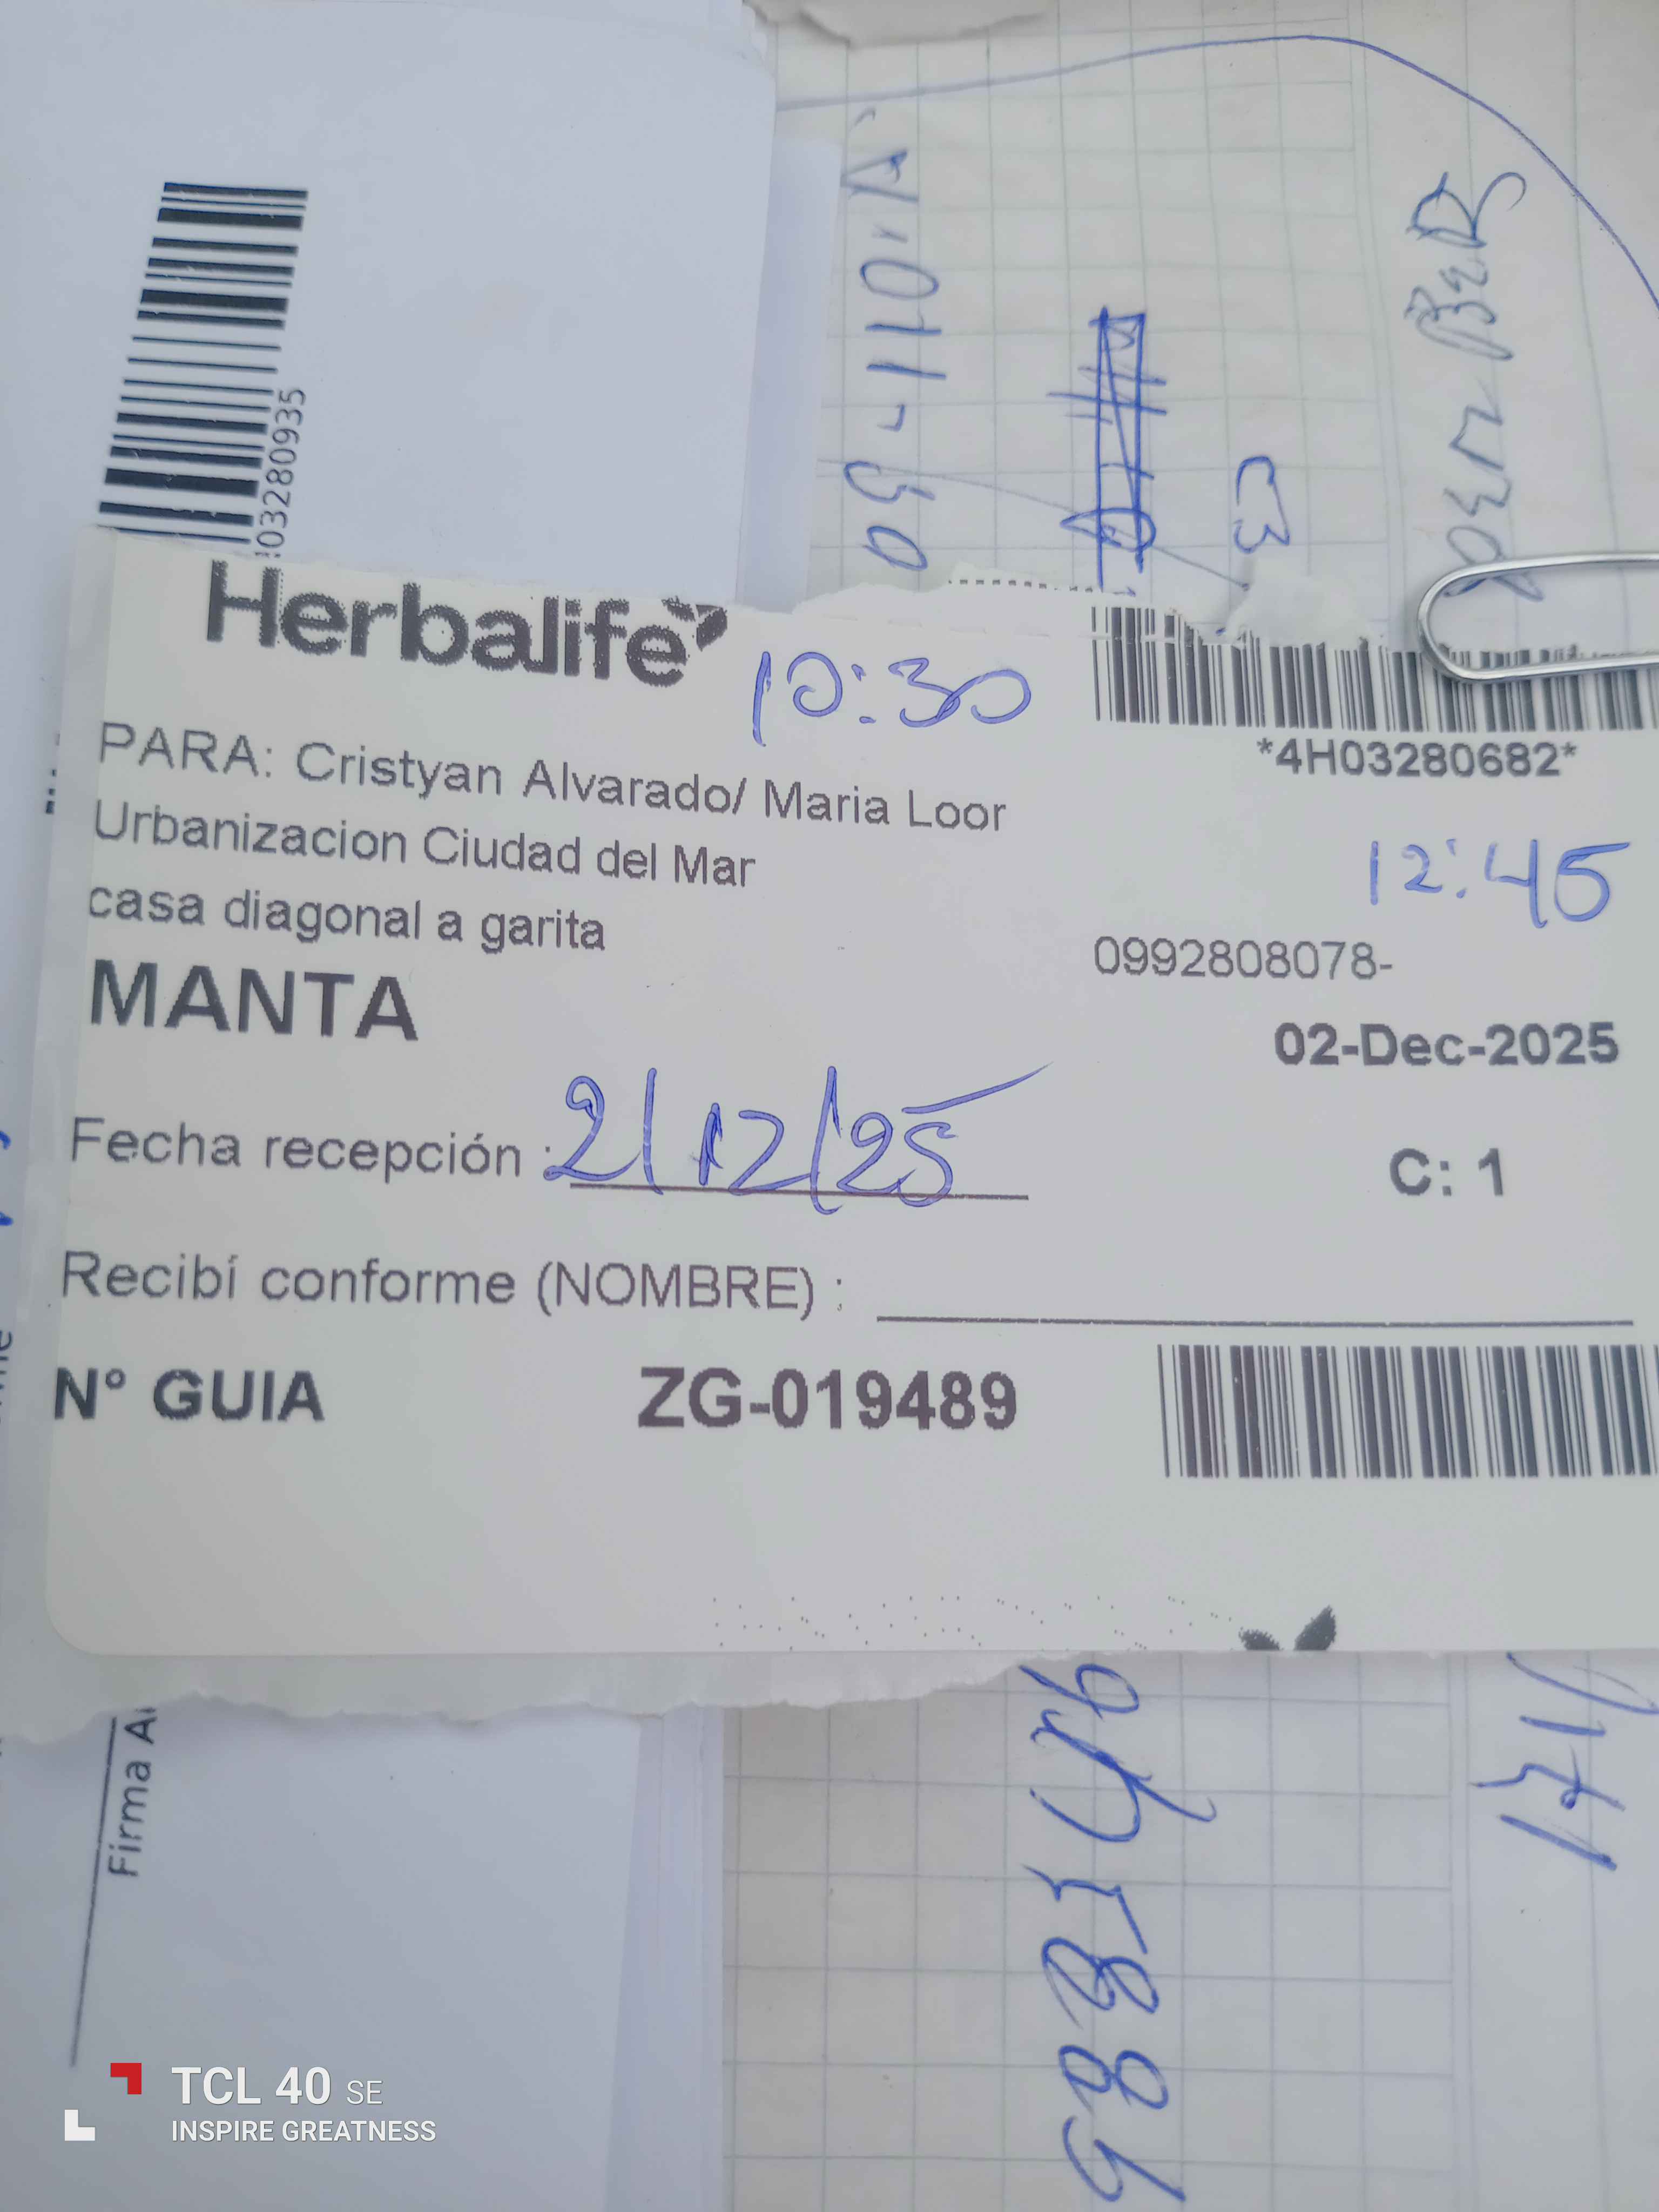 03280935
Herbalife
10:30
*4H03280682*
PARA: Cristyan Alvarado/ Maria Loor
Urbanizacion Ciudad del Mar
12:45
casa diagonal a garita
0992808078-
MANTA
02-Dec-2025
Fecha recepción : 2/12/25
C: 1
Recibí conforme (NOMBRE) :
N° GUIA ZG-019489
Firma
TCL 40 SE
INSPIRE GREATNESS